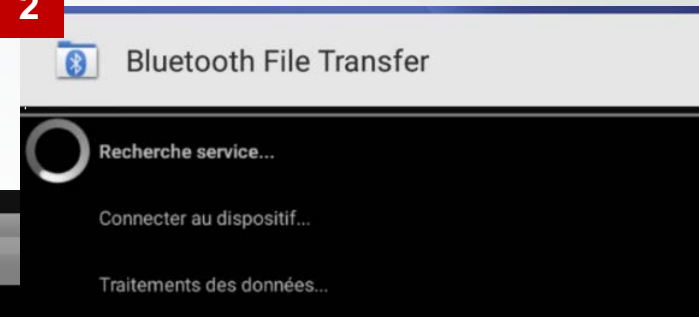 2
Bluetooth File Transfer
Recherche service...
Connecter au dispositif...
Traitements des données...